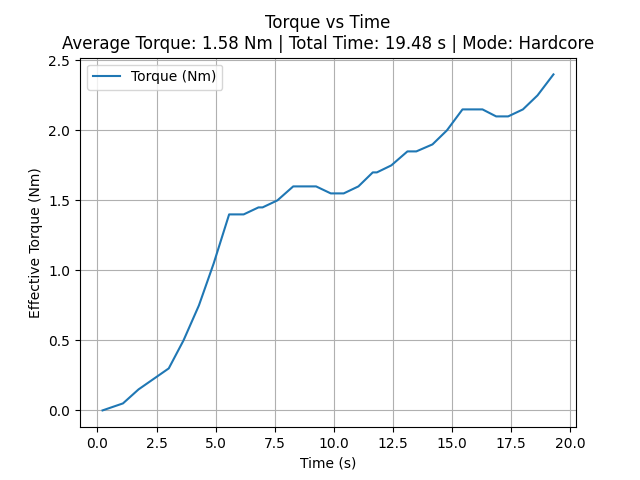 Torque vs Time
Average Torque: 1.58 Nm | Total Time: 19.48 s | Mode: Hardcore
Torque (Nm)
Effective Torque (Nm)
2.5
2.0
1.5
1.0
0.5
0.0
0.0 2.5 5.0 7.5 10.0 12.5 15.0 17.5 20.0
Time (s)